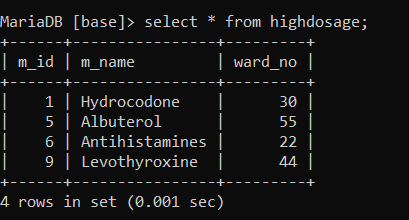 MariaDB [base]> select * from highdosage;
+------+----------------+---------+
| m_id | m_name         | ward_no |
+------+----------------+---------+
|    1 | Hydrocodone    |      30 |
|    5 | Albuterol      |      55 |
|    6 | Antihistamines |      22 |
|    9 | Levothyroxine  |      44 |
+------+----------------+---------+
4 rows in set (0.001 sec)